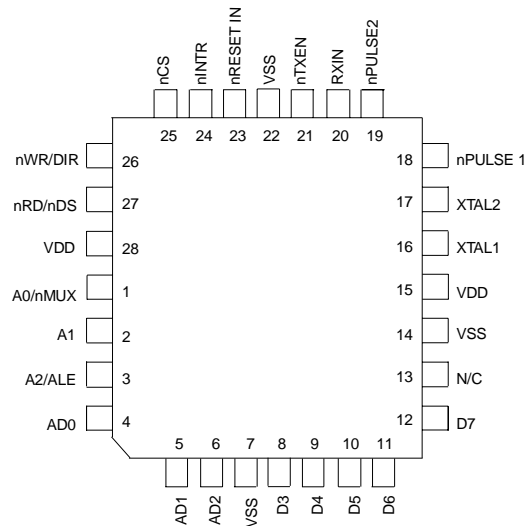 nCS
nINTR
nRESET IN
VSS
nTXEN
RXIN
nPULSE2
25 24 23 22 21 20 19
nWR/DIR 26 18 nPULSE 1
nRD/nDS 27 17 XTAL2
VDD 28 16 XTAL1
A0/nMUX 1 15 VDD
A1 2 14 VSS
A2/ALE 3 13 N/C
AD0 4 12 D7
5 6 7 8 9 10 11
AD1
AD2
VSS
D3
D4
D5
D6